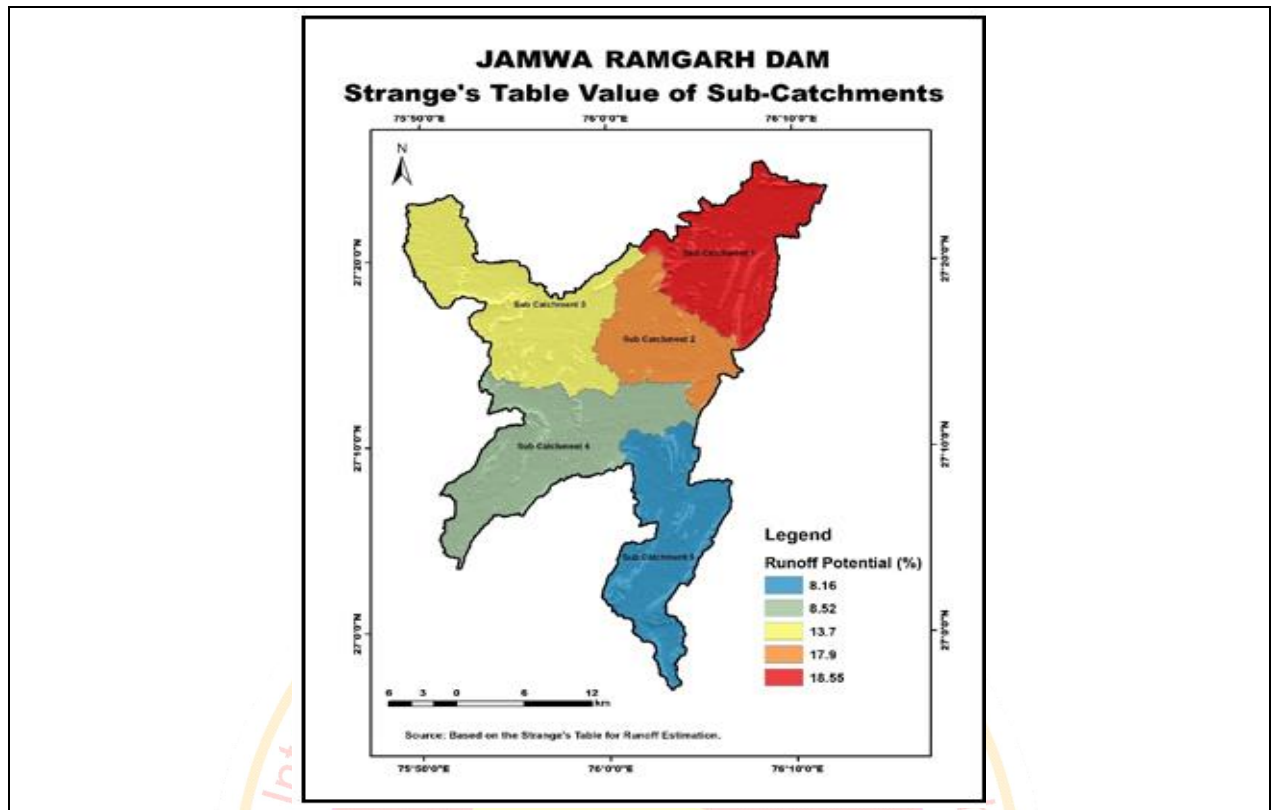 JAMWA RAMGARH DAM
Strange's Table Value of Sub-Catchments
75°50'0"E 76°0'0"E 76°10'0"E
N
27°20'0"N 27°20'0"N
Sub Catchment 1
Sub Catchment 3
Sub Catchment 2
27°10'0"N 27°10'0"N
Sub Catchment 4
Sub Catchment 5
Legend
Runoff Potential (%)
8.16
8.52
13.7
17.9
18.55
27°0'0"N 27°0'0"N
6 3 0 6 12
km
Source: Based on the Strange's Table for Runoff Estimation.
75°50'0"E 76°0'0"E 76°10'0"E
Int